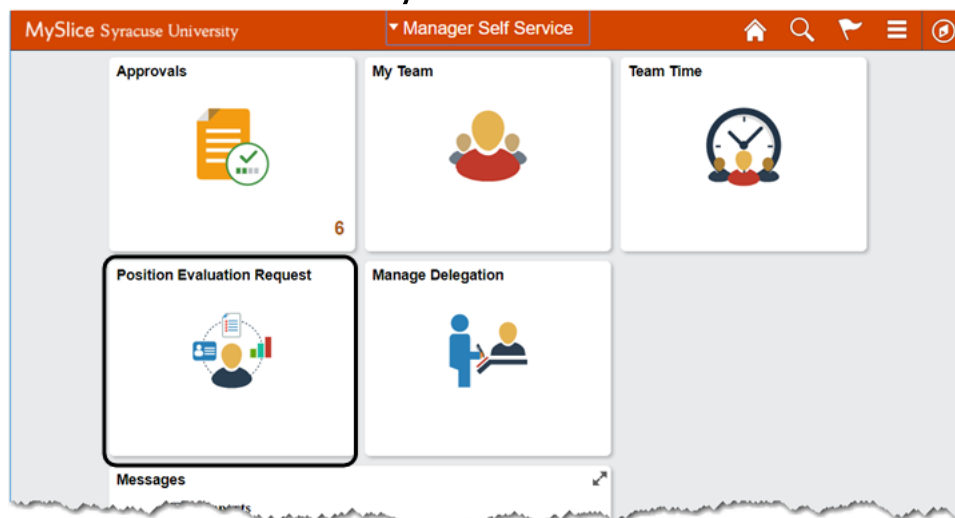 MySlice Syracuse University
Manager Self Service
Approvals
My Team
Team Time
6
Position Evaluation Request
Manage Delegation
Messages